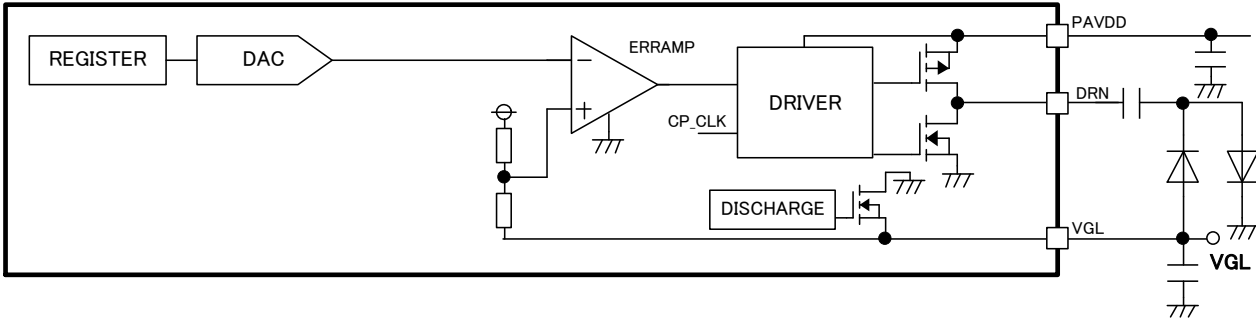 PAVDD
REGISTER
DAC
ERRAMP
−
+
DRIVER
DRN
CP_CLK
DISCHARGE
VGL
VGL